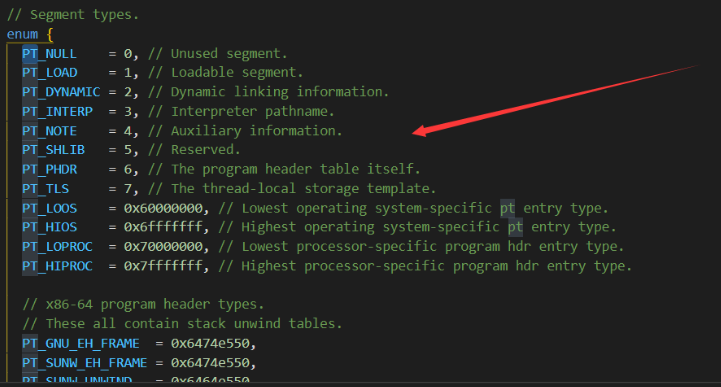 // Segment types.
enum {
PT_NULL = 0, // Unused segment.
PT_LOAD = 1, // Loadable segment.
PT_DYNAMIC = 2, // Dynamic linking information.
PT_INTERP = 3, // Interpreter pathname.
PT_NOTE = 4, // Auxiliary information.
PT_SHLIB = 5, // Reserved.
PT_PHDR = 6, // The program header table itself.
PT_TLS = 7, // The thread-local storage template.
PT_LOOS = 0x60000000, // Lowest operating system-specific pt entry type.
PT_HIOS = 0x6fffffff, // Highest operating system-specific pt entry type.
PT_LOPROC = 0x70000000, // Lowest processor-specific program hdr entry type.
PT_HIPROC = 0x7fffffff, // Highest processor-specific program hdr entry type.
// x86-64 program header types.
// These all contain stack unwind tables.
PT_GNU_EH_FRAME = 0x6474e550,
PT_SUNW_EH_FRAME = 0x6474e550,
PT_SUNW_UNWIND = 0x6464e550